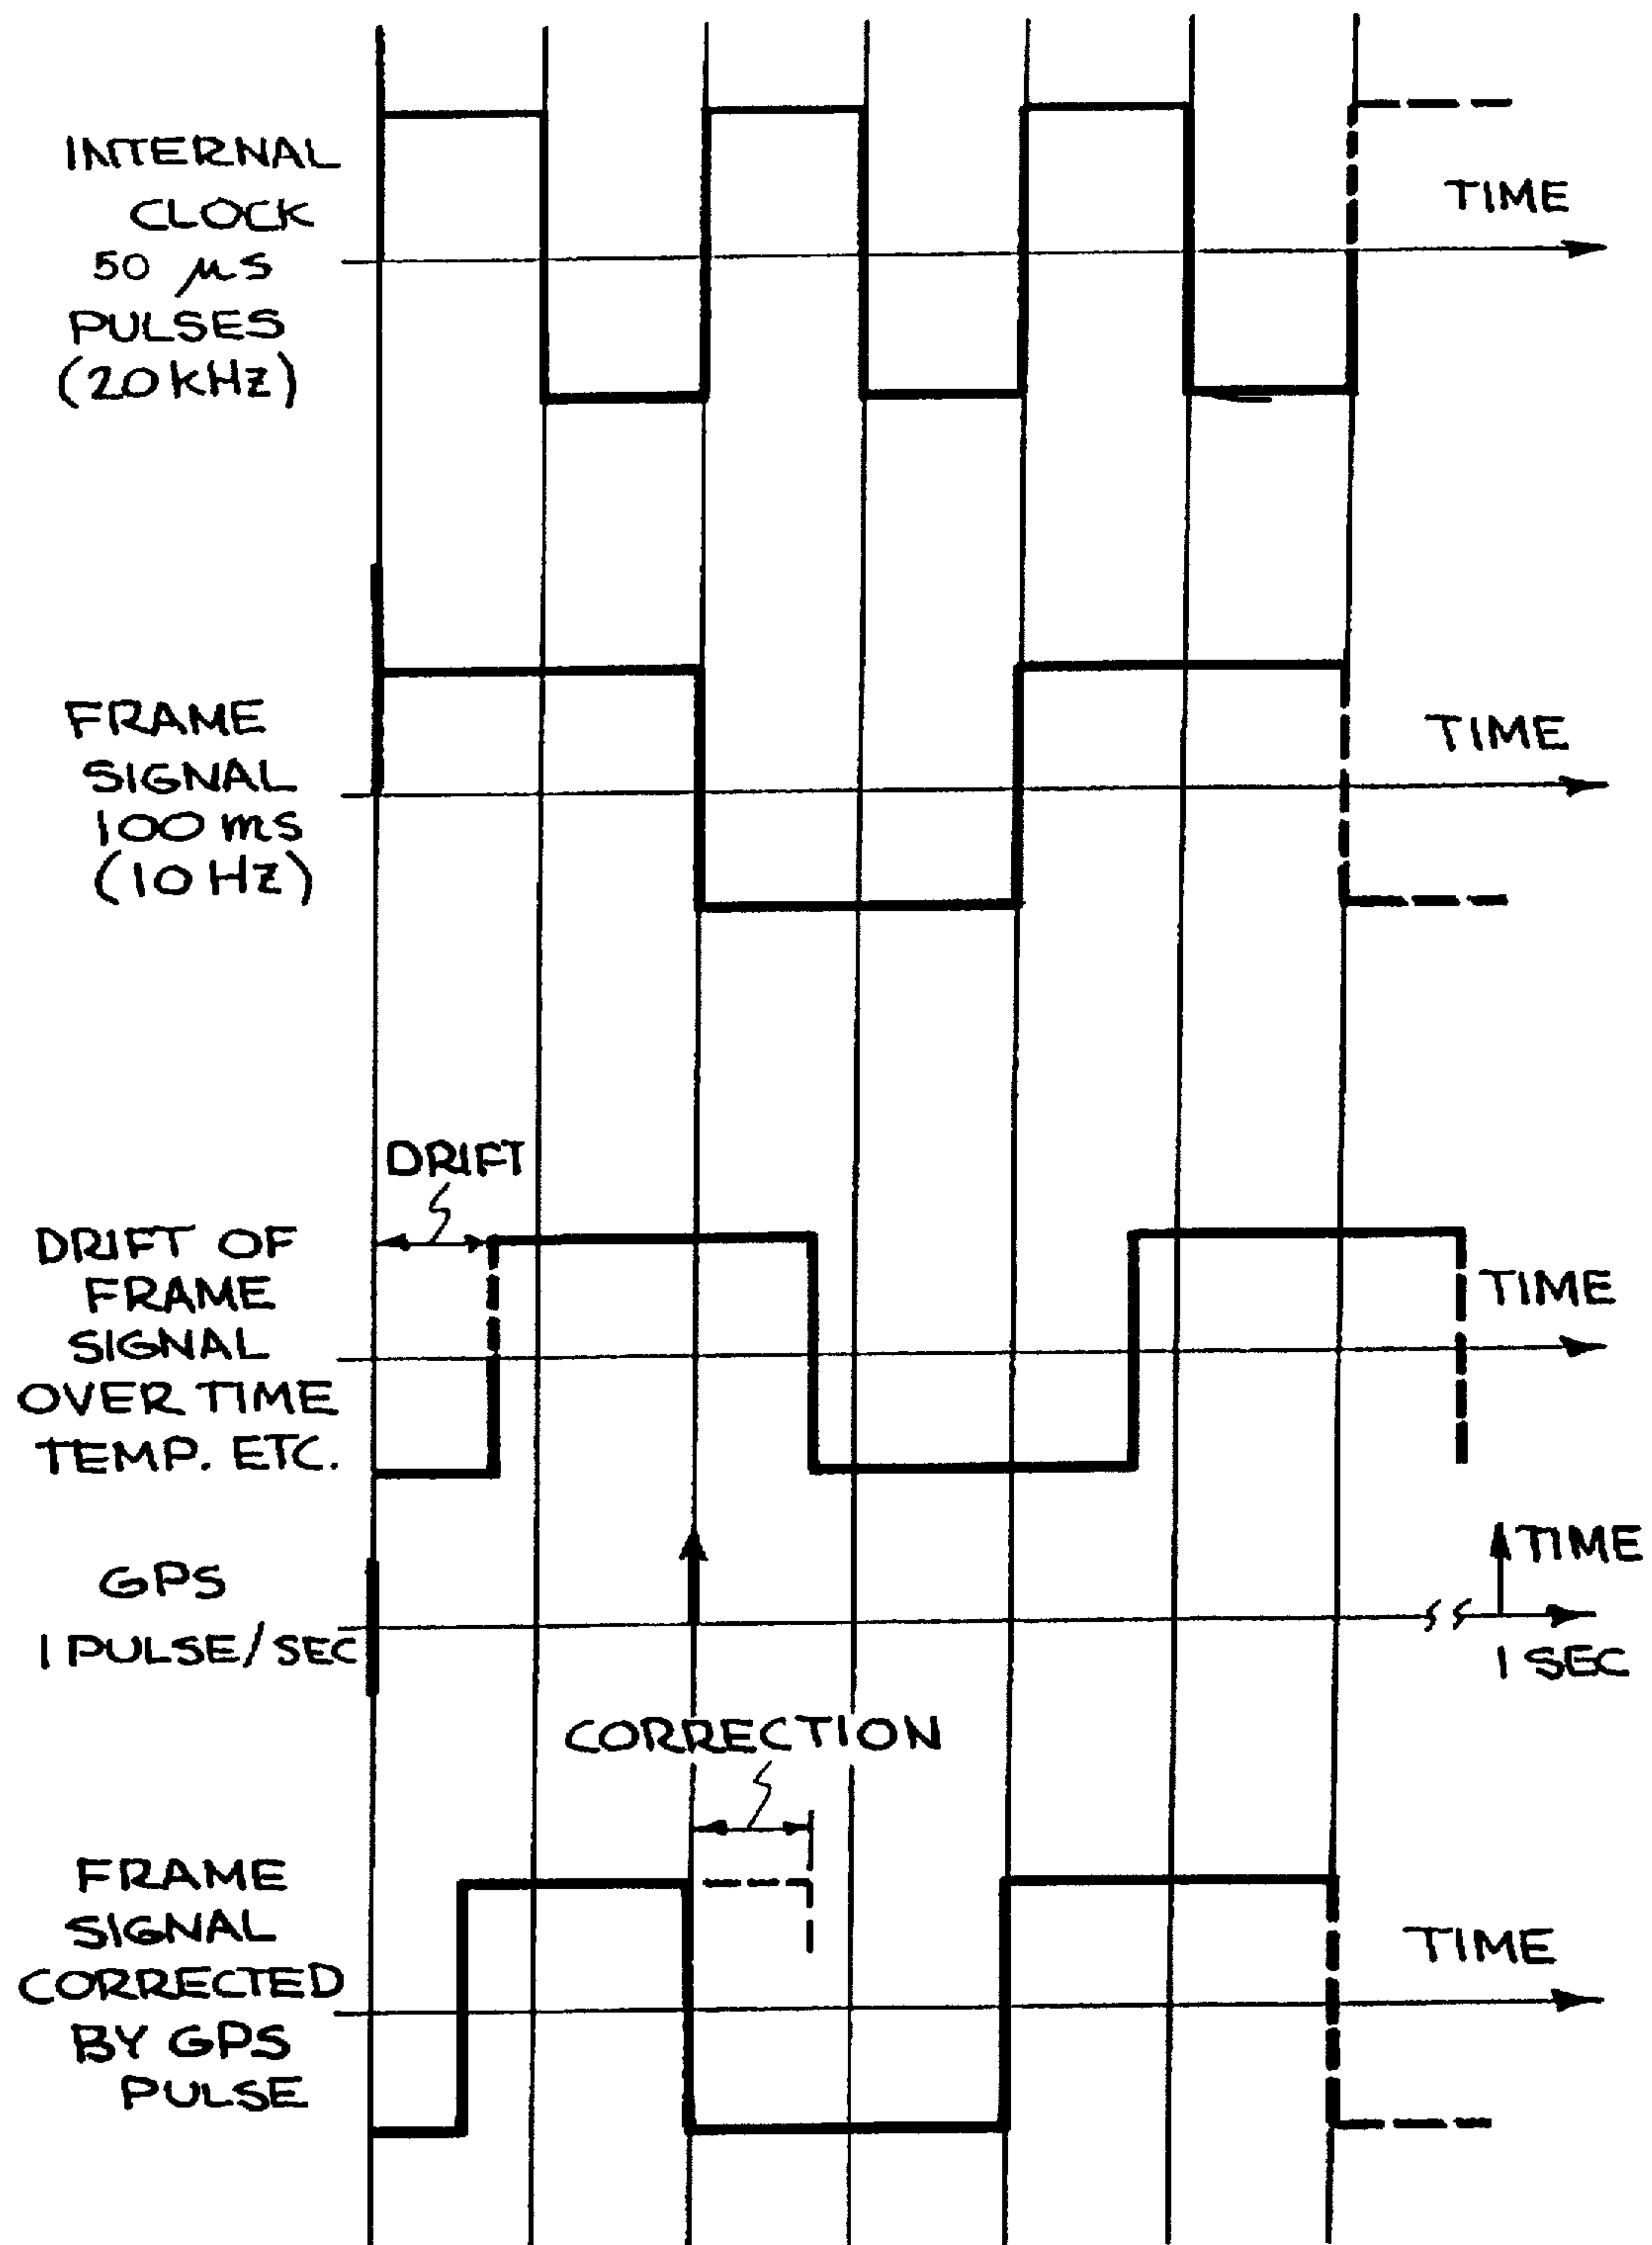 INTERNAL
CLOCK
50 µs
PULSES
(20 kHz)
TIME
FRAME
SIGNAL
100 ms
(10 Hz)
TIME
DRIFT
DRIFT OF
FRAME
SIGNAL
OVER TIME
TEMP. ETC.
TIME
GPS
1 PULSE/SEC
TIME
1 SEC
CORRECTION
FRAME
SIGNAL
CORRECTED
BY GPS
PULSE
TIME